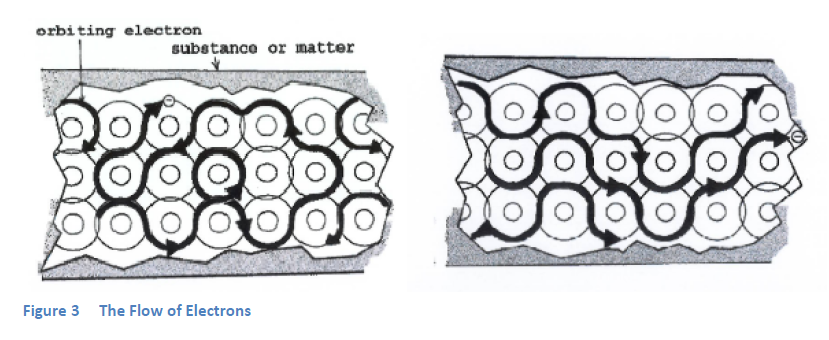 orbiting electron
substance or matter
Figure 3 The Flow of Electrons